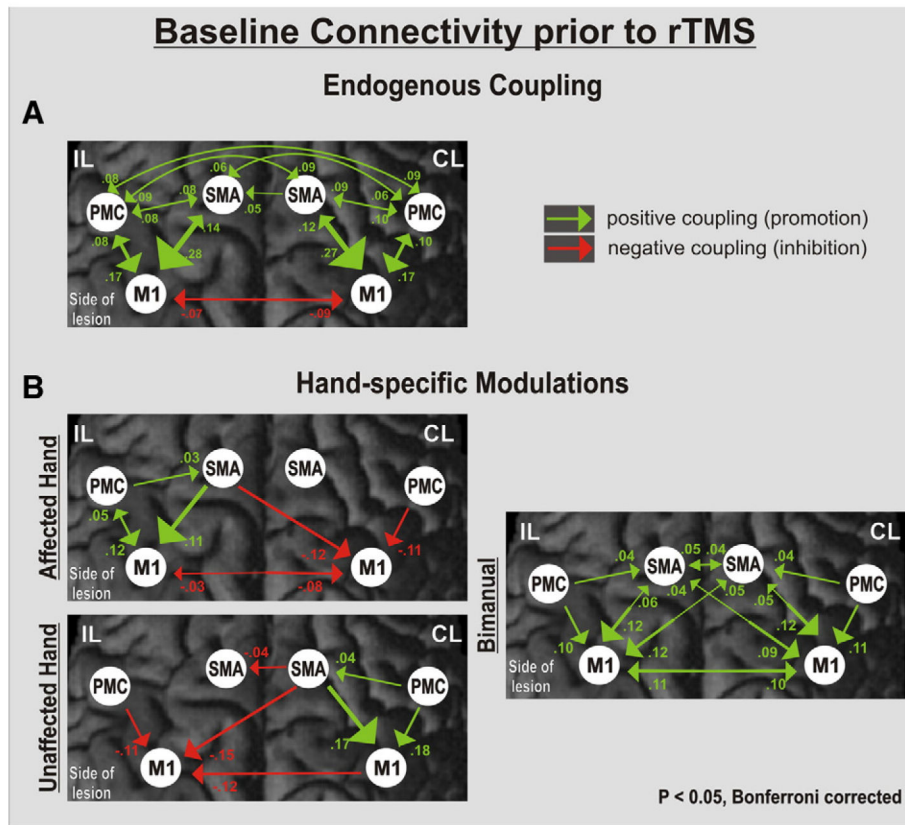 Baseline Connectivity prior to rTMS
Endogenous Coupling
A
IL
CL
.08
.09
.06
.09
.09
.06
.08
.08
.05
.09
.10
PMC
SMA
SMA
PMC
.08
.14
.12
.10
.17
.28
.27
.17
M1
M1
Side of
lesion
-.07
-.09
positive coupling (promotion)
negative coupling (inhibition)
B
Hand-specific Modulations
Affected Hand
IL
CL
.03
PMC
SMA
SMA
PMC
.05
.12
.11
-.12
-.11
M1
M1
Side of
lesion
-.03
-.08
Unaffected Hand
IL
CL
-.04
.04
PMC
SMA
SMA
PMC
-.11
-.15
.17
.18
M1
M1
Side of
lesion
-.12
Bimanual
IL
CL
.04
.05
.04
.04
PMC
SMA
SMA
PMC
.04
.05
.06
.05
.10
.12
.12
.12
.09
.11
M1
M1
Side of
lesion
.11
.10
P < 0.05, Bonferroni corrected